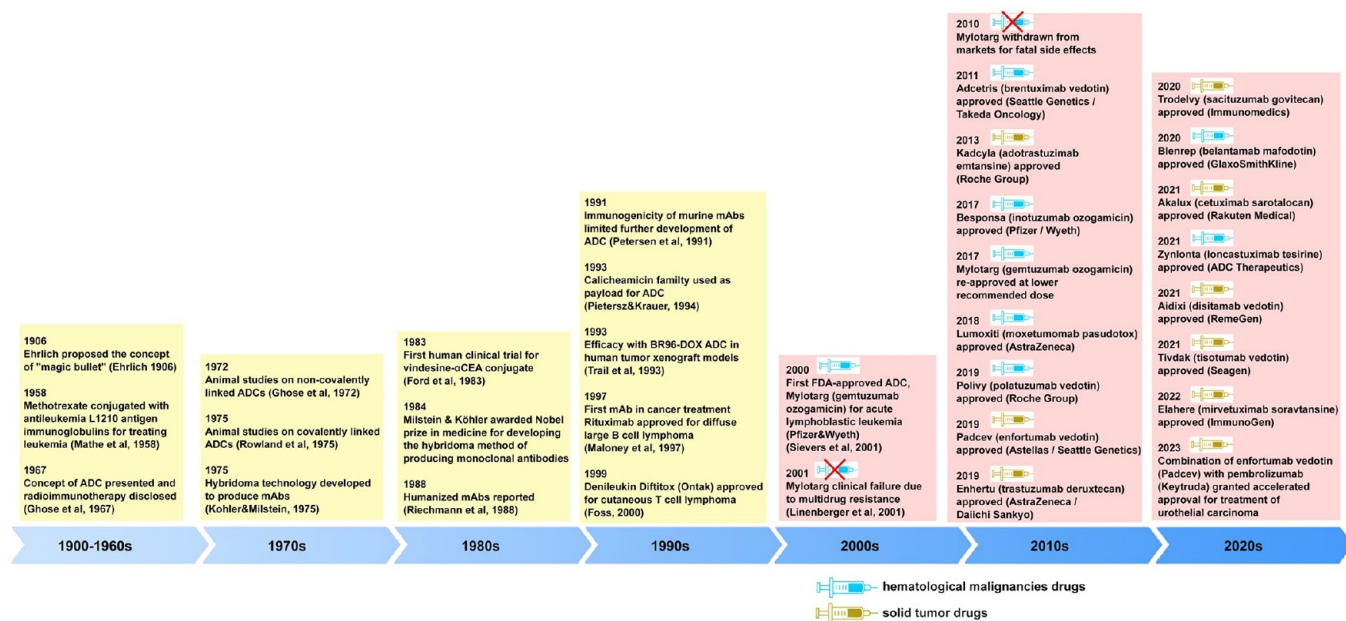 1906
Ehrlich proposed the concept
of "magic bullet" (Ehrlich 1906)
1958
Methotrexate conjugated with
antileukemia L1210 antigen
immunoglobulins for treating
leukemia (Mathe et al, 1958)
1967
Concept of ADC presented and
radioimmunotherapy disclosed
(Ghose et al, 1967)
1972
Animal studies on non-covalently
linked ADCs (Ghose et al, 1972)
1975
Animal studies on covalently linked
ADCs (Rowland et al, 1975)
1975
Hybridoma technology developed
to produce mAbs
(Kohler&Milstein, 1975)
1983
First human clinical trial for
vindesine-αCEA conjugate
(Ford et al, 1983)
1984
Milstein & Köhler awarded Nobel
prize in medicine for developing
the hybridoma method of
producing monoclonal antibodies
1988
Humanized mAbs reported
(Riechmann et al, 1988)
1991
Immunogenicity of murine mAbs
limited further development of
ADC (Petersen et al, 1991)
1993
Calicheamicin familty used as
payload for ADC
(Pietersz&Krauer, 1994)
1993
Efficacy with BR96-DOX ADC in
human tumor xenograft models
(Trail et al, 1993)
1997
First mAb in cancer treatment
Rituximab approved for diffuse
large B cell lymphoma
(Maloney et al, 1997)
1999
Denileukin Diftitox (Ontak) approved
for cutaneous T cell lymphoma
(Foss, 2000)
2000
First FDA-approved ADC,
Mylotarg (gemtuzumab
ozogamicin) for acute
lymphoblastic leukemia
(Pfizer&Wyeth)
(Sievers et al, 2001)
2001
Mylotarg clinical failure due
to multidrug resistance
(Linenberger et al, 2001)
2010
Mylotarg withdrawn from
markets for fatal side effects
2011
Adcetris (brentuximab vedotin)
approved (Seattle Genetics /
Takeda Oncology)
2013
Kadcyla (adotrastuzimab
emtansine) approved
(Roche Group)
2017
Besponsa (inotuzumab ozogamicin)
approved (Pfizer / Wyeth)
2017
Mylotarg (gemtuzumab ozogamicin)
re-approved at lower
recommended dose
2018
Lumoxiti (moxetumomab pasudotox)
approved (AstraZeneca)
2019
Polivy (polatuzumab vedotin)
approved (Roche Group)
2019
Padcev (enfortumab vedotin)
approved (Astellas / Seattle Genetics)
2019
Enhertu (trastuzumab deruxtecan)
approved (AstraZeneca /
Daiichi Sankyo)
2020
Trodelvy (sacituzumab govitecan)
approved (Immunomedics)
2020
Blenrep (belantamab mafodotin)
approved (GlaxoSmithKline)
2021
Akalux (cetuximab sarotalocan)
approved (Rakuten Medical)
2021
Zynlonta (loncastuximab tesirine)
approved (ADC Therapeutics)
2021
Aidixi (disitamab vedotin)
approved (RemeGen)
2021
Tivdak (tisotumab vedotin)
approved (Seagen)
2022
Elahere (mirvetuximab soravtansine)
approved (ImmunoGen)
2023
Combination of enfortumab vedotin
(Padcev) with pembrolizumab
(Keytruda) granted accelerated
approval for treatment of
urothelial carcinoma
1900-1960s
1970s
1980s
1990s
2000s
2010s
2020s
hematological malignancies drugs
solid tumor drugs